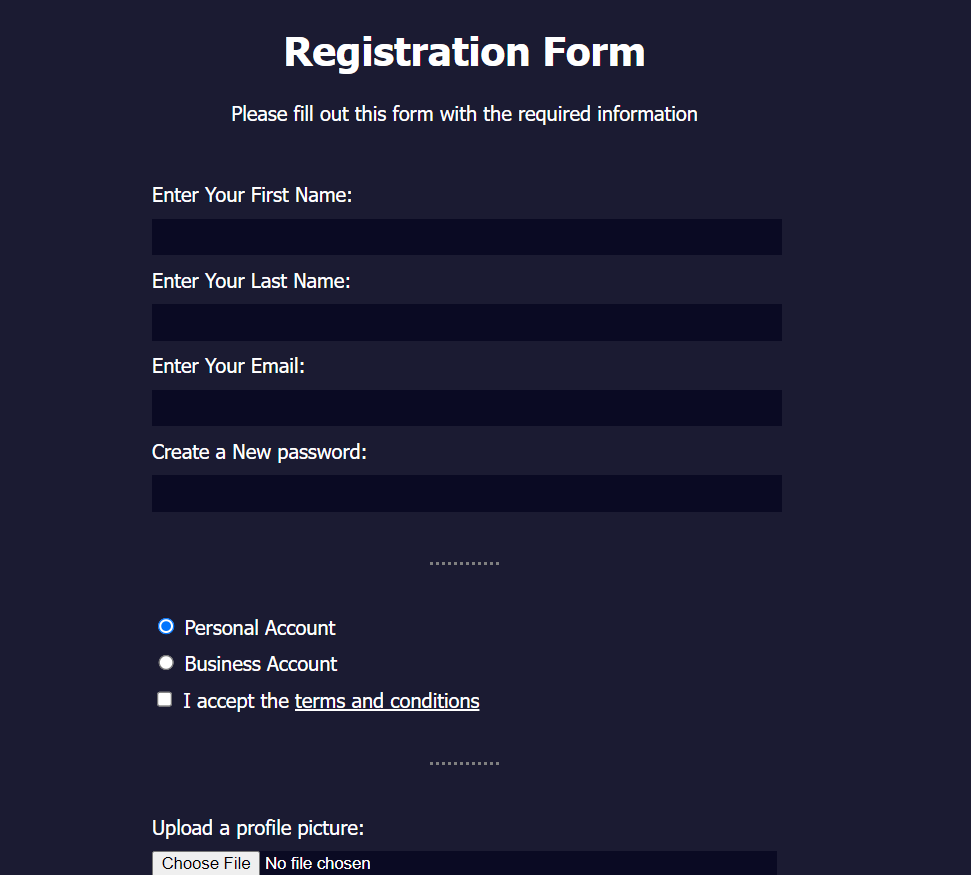 Registration Form
Please fill out this form with the required information
Enter Your First Name:
Enter Your Last Name:
Enter Your Email:
Create a New password:
Personal Account
Business Account
I accept the terms and conditions
Upload a profile picture:
Choose File No file chosen